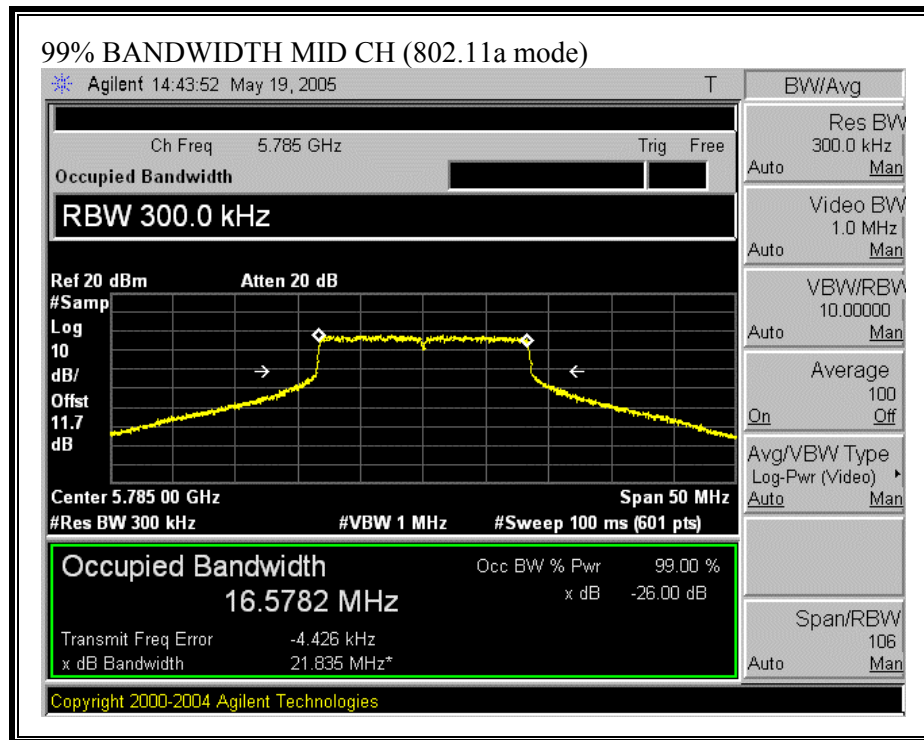 99% BANDWIDTH MID CH (802.11a mode)
Agilent 14:43:52 May 19, 2005 T
BW/Avg
Ch Freq 5.785 GHz Trig Free
Occupied Bandwidth
RBW 300.0 kHz
Ref 20 dBm Atten 20 dB
#Samp
Log
10
dB/
Offst
11.7
dB
Center 5.785 00 GHz Span 50 MHz
#Res BW 300 kHz #VBW 1 MHz #Sweep 100 ms (601 pts)
Occupied Bandwidth Occ BW % Pwr 99.00 %
16.5782 MHz x dB -26.00 dB
Transmit Freq Error -4.426 kHz
x dB Bandwidth 21.835 MHz*
Copyright 2000-2004 Agilent Technologies
Res BW
300.0 kHz
Auto Man
Video BW
1.0 MHz
Auto Man
VBW/RBW
10.00000
Auto Man
Average
100
On Off
Avg/VBW Type
Log-Pwr (Video)
Auto Man
Span/RBW
106
Auto Man